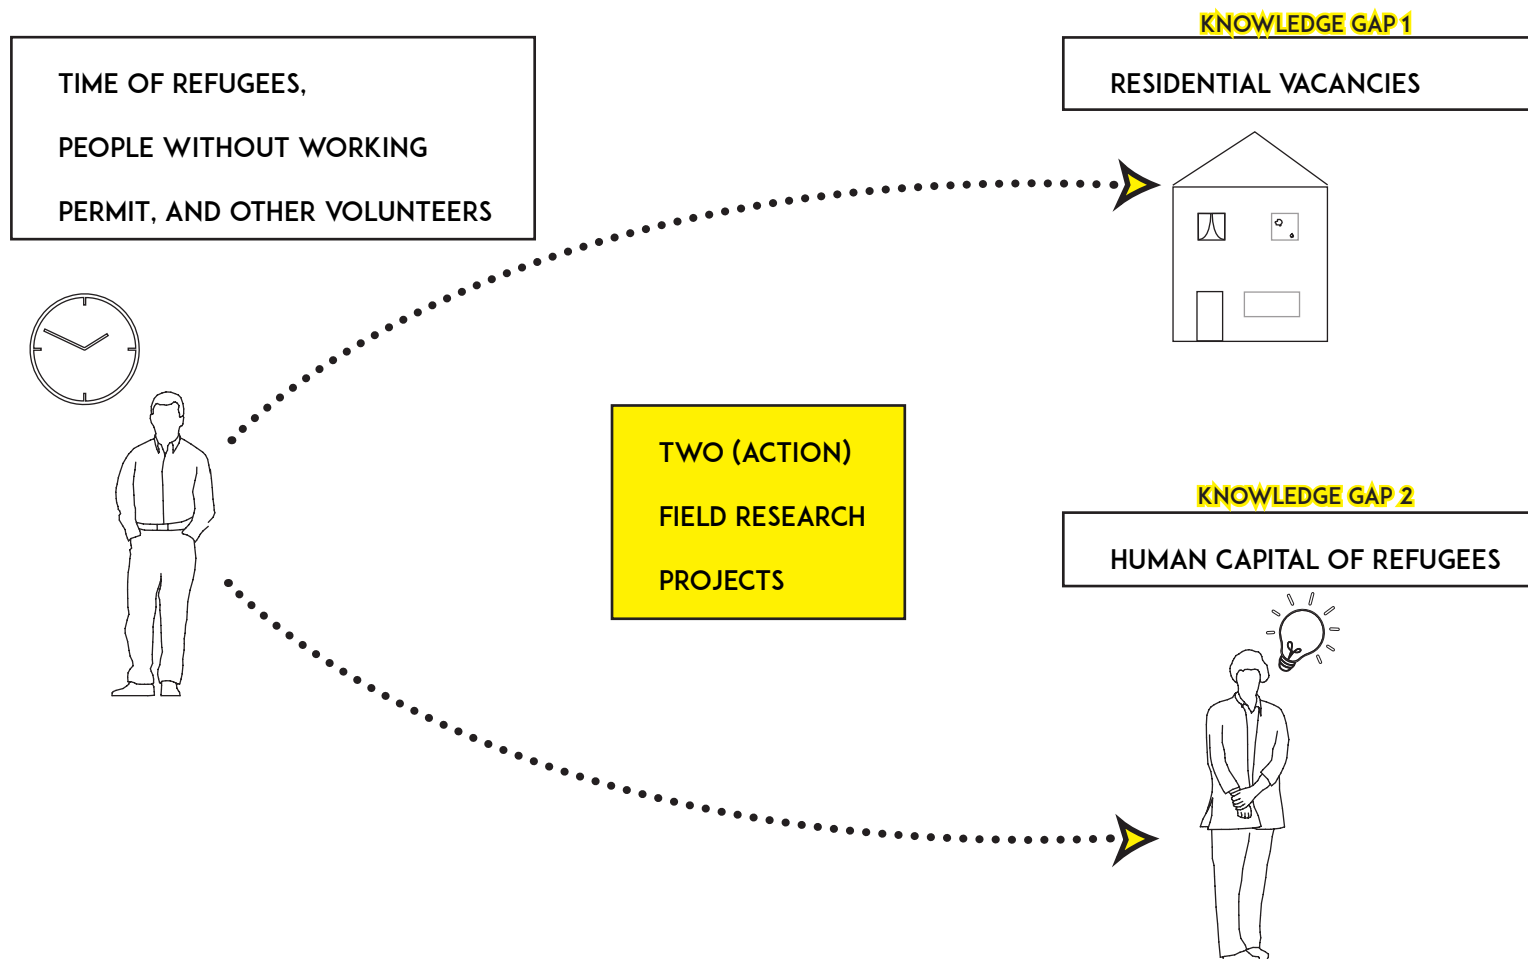 TIME OF REFUGEES,
PEOPLE WITHOUT WORKING
PERMIT, AND OTHER VOLUNTEERS
KNOWLEDGE GAP 1
RESIDENTIAL VACANCIES
TWO (ACTION)
FIELD RESEARCH
PROJECTS
KNOWLEDGE GAP 2
HUMAN CAPITAL OF REFUGEES